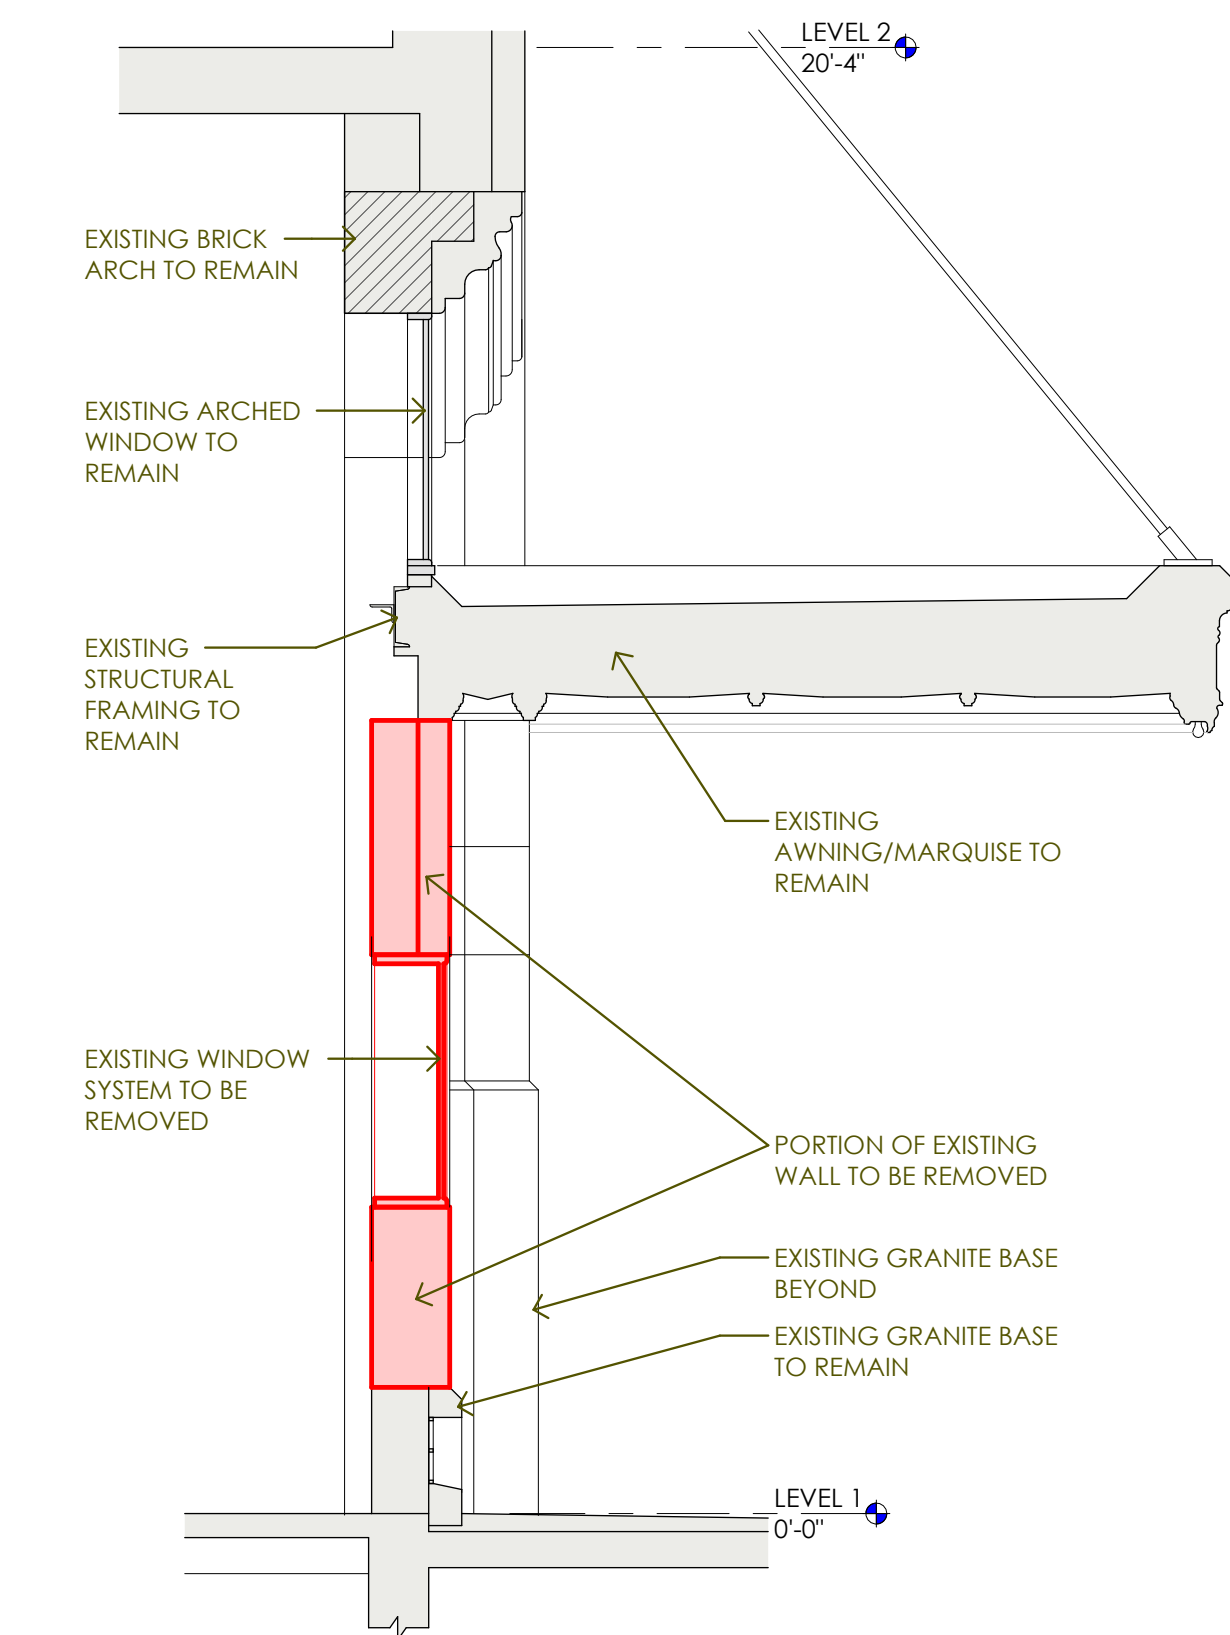 LEVEL 2
20'-4"
EXISTING BRICK
ARCH TO REMAIN
EXISTING ARCHED
WINDOW TO
REMAIN
EXISTING
STRUCTURAL
FRAMING TO
REMAIN
EXISTING
AWNING/MARQUISE TO
REMAIN
EXISTING WINDOW
SYSTEM TO BE
REMOVED
PORTION OF EXISTING
WALL TO BE REMOVED
EXISTING GRANITE BASE
BEYOND
EXISTING GRANITE BASE
TO REMAIN
LEVEL 1
0'-0"